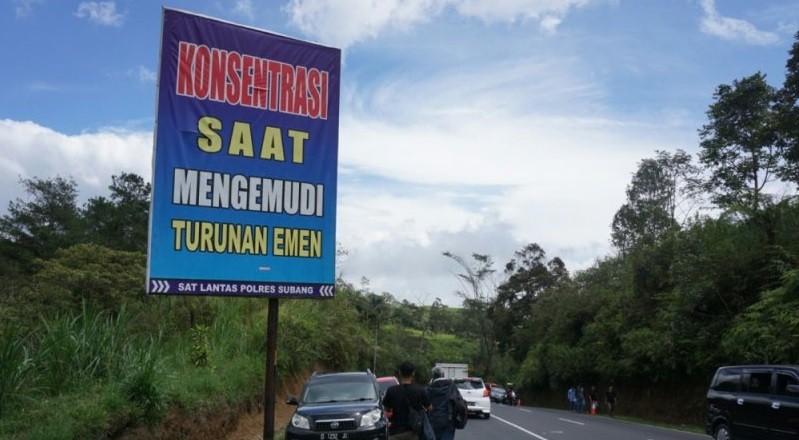 KONSENTRASI
SAAT
MENGEMUDI
TURUNAN EMEN
SAT LANTAS POLRES SUBANG